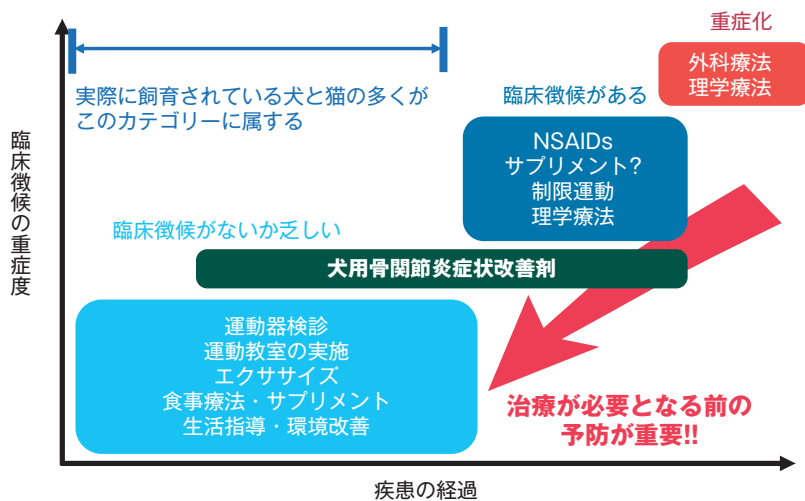 重症化
外科療法
理学療法
実際に飼育されている犬と猫の多くが
このカテゴリーに属する
臨床徴候がある
NSAIDs
サプリメント?
制限運動
理学療法
臨床徴候の重症度
臨床徴候がないか乏しい
犬用骨関節炎症状改善剤
運動器検診
運動教室の実施
エクササイズ
食事療法・サプリメント
生活指導・環境改善
治療が必要となる前の
予防が重要!!
疾患の経過